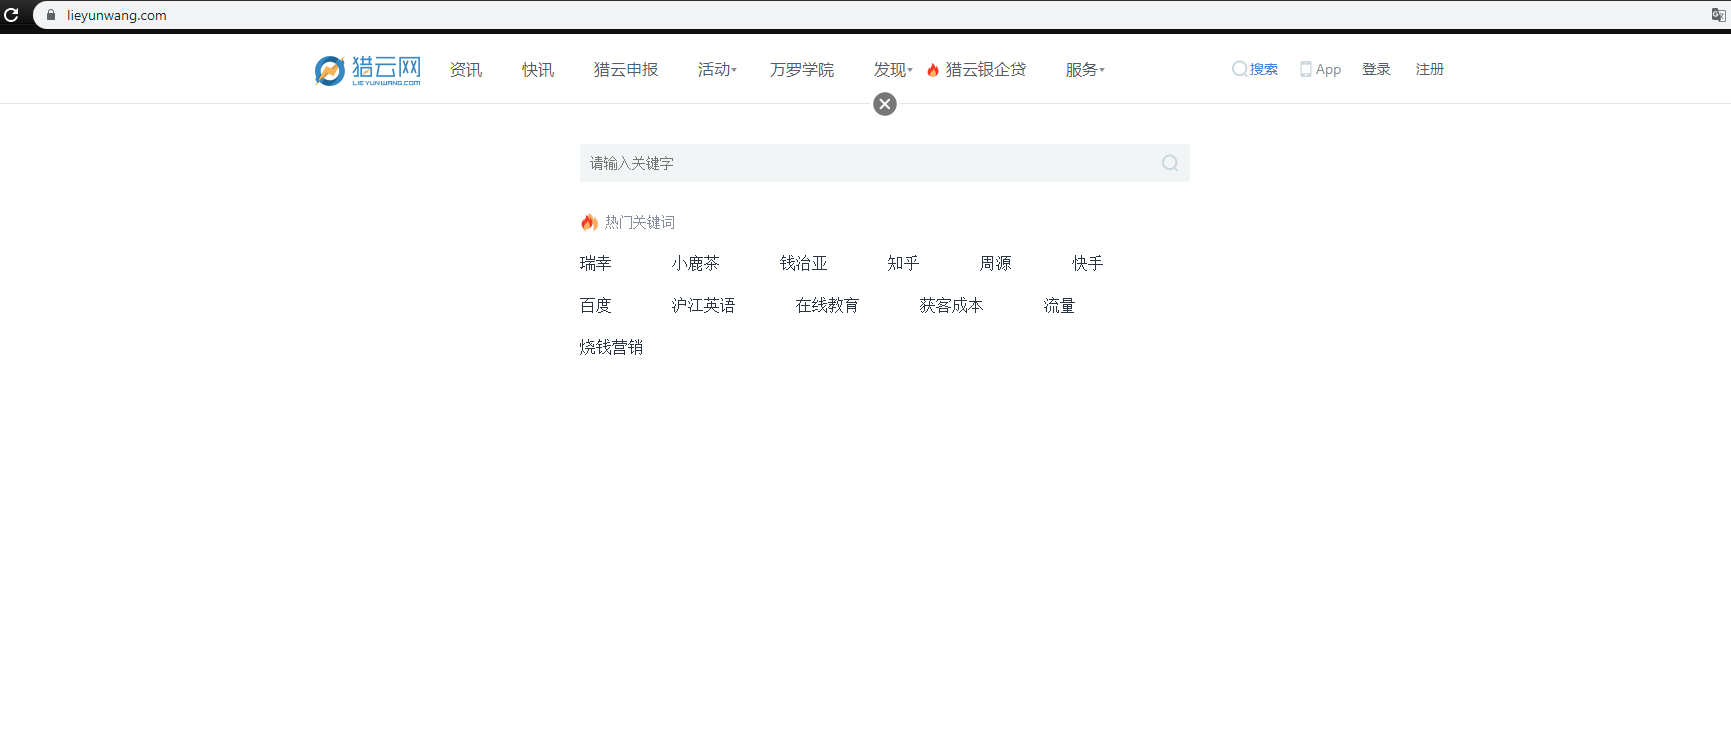 lieyunwang.com
猎云网 LIEYUNWANG.COM 资讯 快讯 猎云申报 活动 万罗学院 发现 猎云银企贷 服务 搜索 App 登录 注册
请输入关键字
热门关键词
瑞幸 小鹿茶 钱治亚 知乎 周源 快手
百度 沪江英语 在线教育 获客成本 流量
烧钱营销